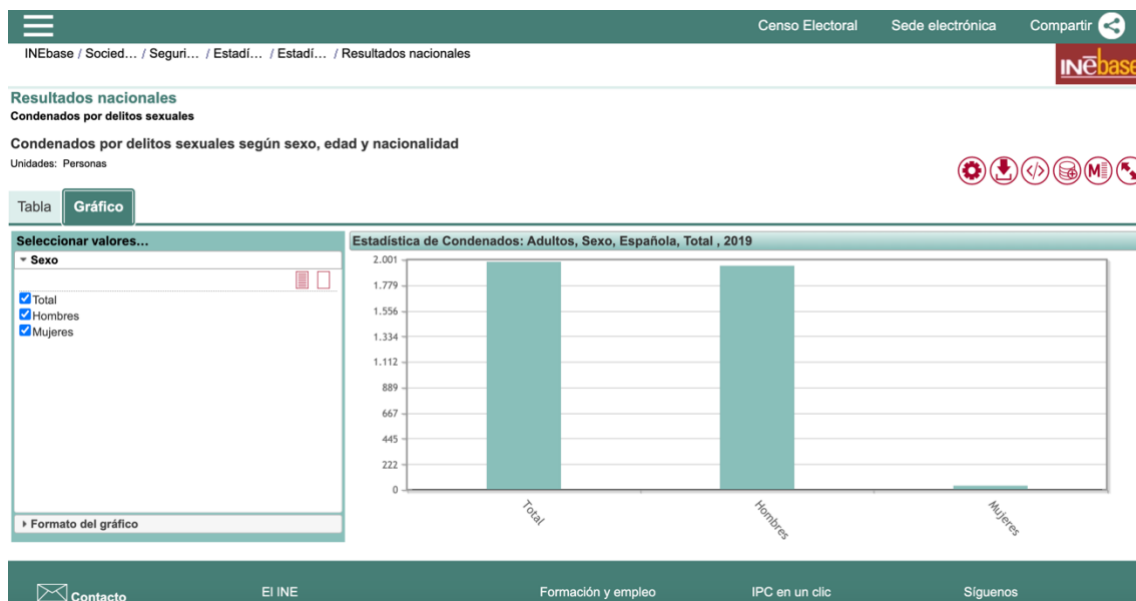 Censo Electoral Sede electrónica Compartir
INEbase / Socied... / Seguri... / Estadí... / Estadí... / Resultados nacionales
INEbase
Resultados nacionales
Condenados por delitos sexuales
Condenados por delitos sexuales según sexo, edad y nacionalidad
Unidades: Personas
M
Tabla Gráfico
Seleccionar valores...
Sexo
Total
Hombres
Mujeres
Formato del gráfico
Estadística de Condenados: Adultos, Sexo, Española, Total , 2019
2.001
1.779
1.556
1.334
1.112
889
667
445
222
0
Total Hombres Mujeres
Contacto El INE Formación y empleo IPC en un clic Síguenos